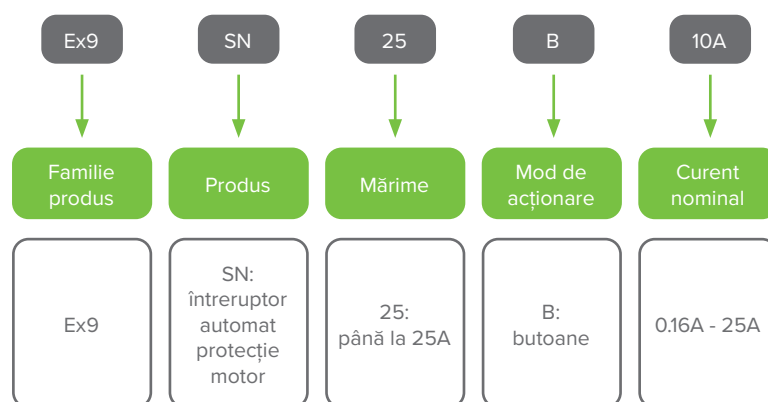 Ex9
SN
25
B
10A
Familie
produs
Produs
Mărime
Mod de
acționare
Curent
nominal
Ex9
SN:
întreruptor
automat
protecție
motor
25:
până la 25A
B:
butoane
0.16A - 25A